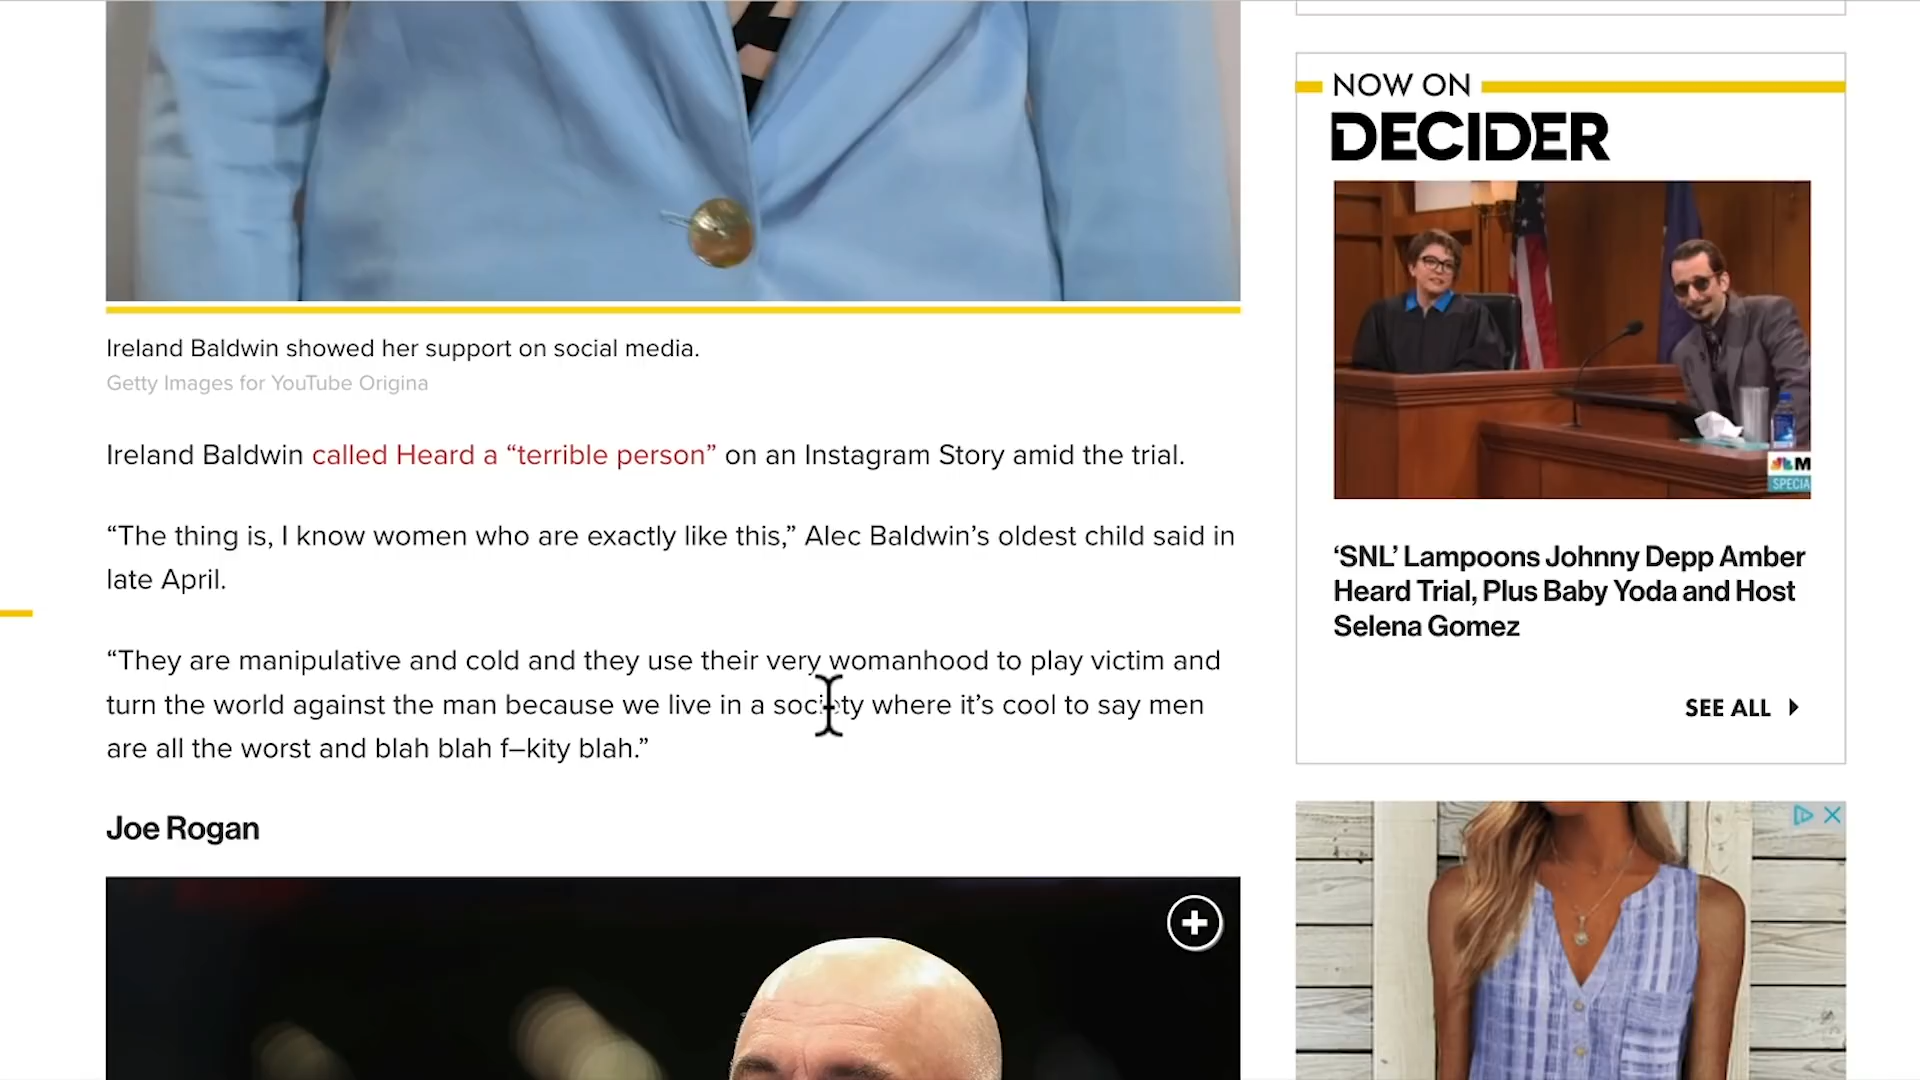 Ireland Baldwin showed her support on social media.
Getty Images for YouTube Origina
Ireland Baldwin called Heard a “terrible person” on an Instagram Story amid the trial.
“The thing is, I know women who are exactly like this,” Alec Baldwin’s oldest child said in
late April.
“They are manipulative and cold and they use their very womanhood to play victim and
turn the world against the man because we live in a society where it’s cool to say men
are all the worst and blah blah f–kity blah.”
Joe Rogan
NOW ON
DECIDER
M
SPECIA
‘SNL’ Lampoons Johnny Depp Amber
Heard Trial, Plus Baby Yoda and Host
Selena Gomez
SEE ALL